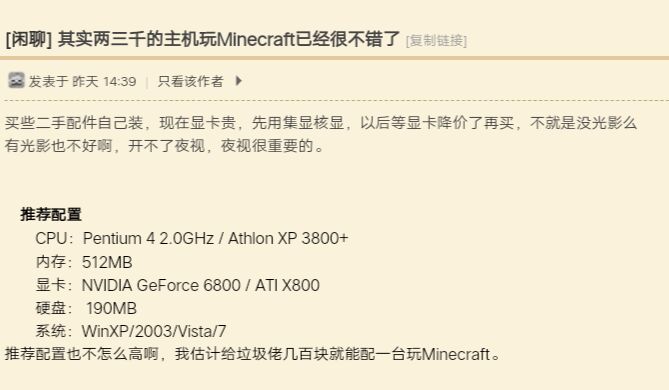 [闲聊] 其实两三千的主机玩Minecraft已经很不错了 [复制链接]
发表于 昨天 14:39 | 只看该作者
买些二手配件自己装，现在显卡贵，先用集显核显，以后等显卡降价了再买，不就是没光影么
有光影也不好啊，开不了夜视，夜视很重要的。
推荐配置
CPU：Pentium 4 2.0GHz / Athlon XP 3800+
内存：512MB
显卡：NVIDIA GeForce 6800 / ATI X800
硬盘： 190MB
系统：WinXP/2003/Vista/7
推荐配置也不怎么高啊，我估计给垃圾佬几百块就能配一台玩Minecraft。